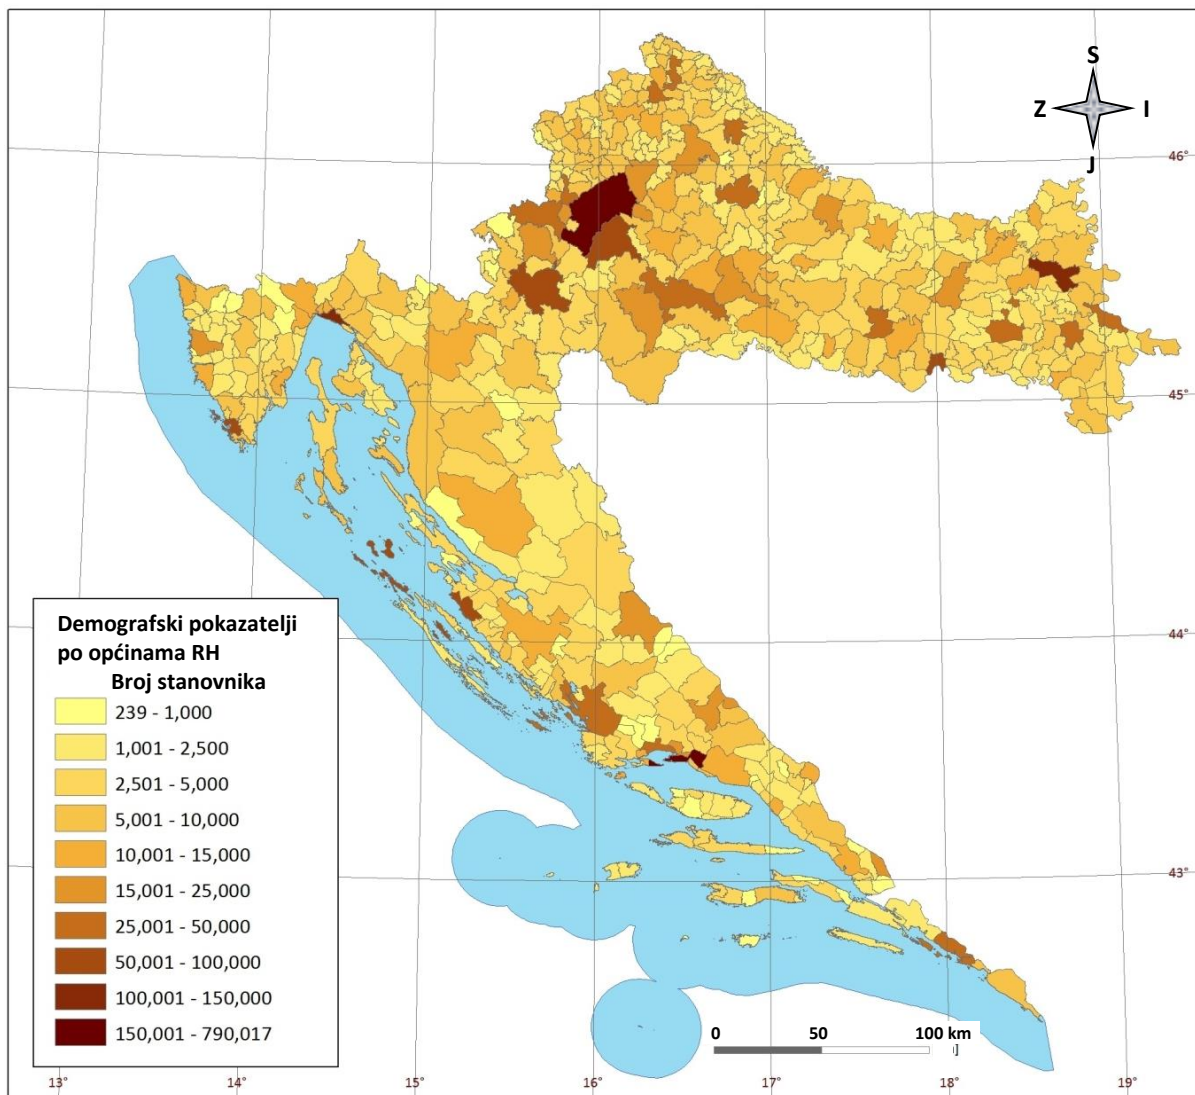 S
Z I
J
46°
45°
44°
43°
Demografski pokazatelji
po općinama RH
Broj stanovnika
239 - 1,000
1,001 - 2,500
2,501 - 5,000
5,001 - 10,000
10,001 - 15,000
15,001 - 25,000
25,001 - 50,000
50,001 - 100,000
100,001 - 150,000
150,001 - 790,017
0 50 100 km
13° 14° 15° 16° 17° 18° 19°